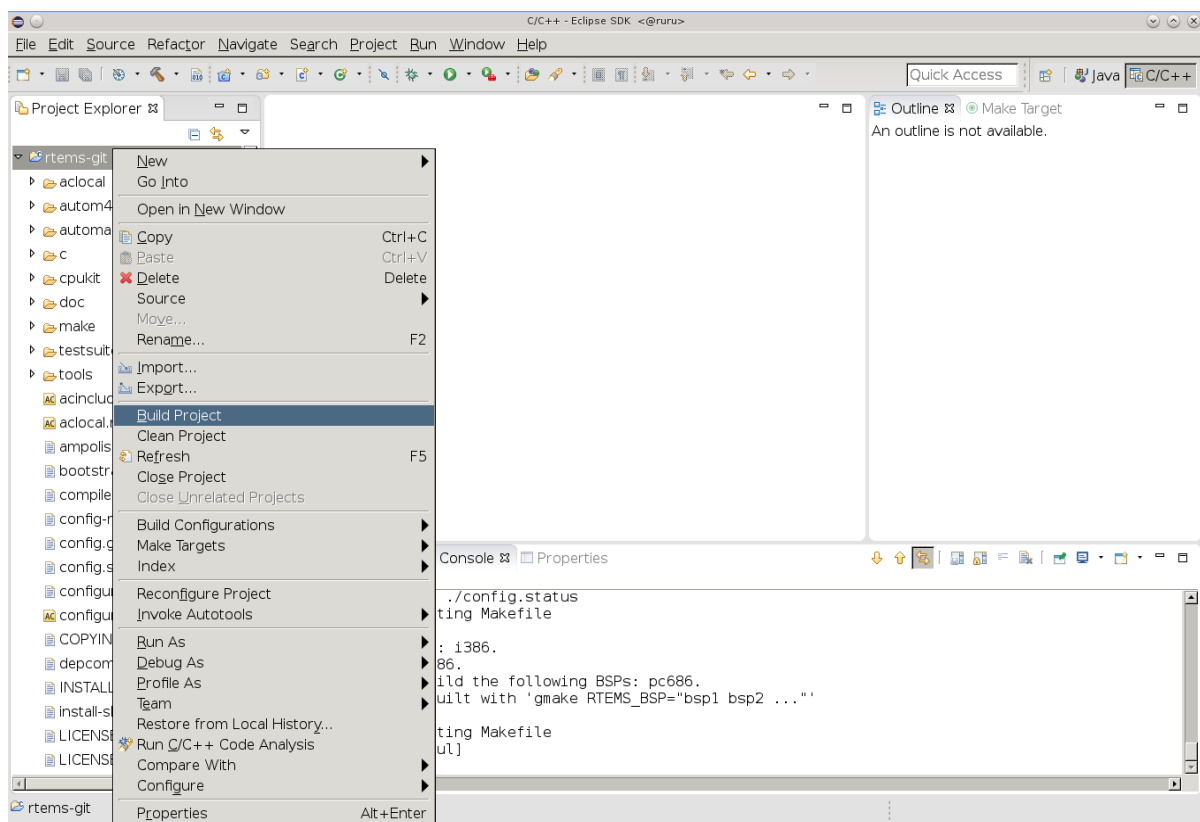 C/C++ - Eclipse SDK <@ruru>
File Edit Source Refactor Navigate Search Project Run Window Help
Quick Access Java C/C++
Project Explorer
Outline Make Target
An outline is not available.
rtems-git
aclocal
autom4
automa
c
cpukit
doc
make
testsuit
tools
acinclud
aclocal.
ampolis
bootstr
compile
config-r
config.g
config.s
configu
configu
COPYIN
depcom
INSTALL
install-s
LICENS
LICENS
New
Go Into
Open in New Window
Copy Ctrl+C
Paste Ctrl+V
Delete Delete
Source
Move...
Rename... F2
Import...
Export...
Build Project
Clean Project
Refresh F5
Close Project
Close Unrelated Projects
Build Configurations
Make Targets
Index
Reconfigure Project
Invoke Autotools
Run As
Debug As
Profile As
Team
Restore from Local History...
Run C/C++ Code Analysis
Compare With
Configure
Properties Alt+Enter
Console Properties
./config.status
ting Makefile
: i386.
86.
ild the following BSPs: pc686.
uilt with 'gmake RTEMS_BSP="bsp1 bsp2 ..."'
ting Makefile
ul]
rtems-git